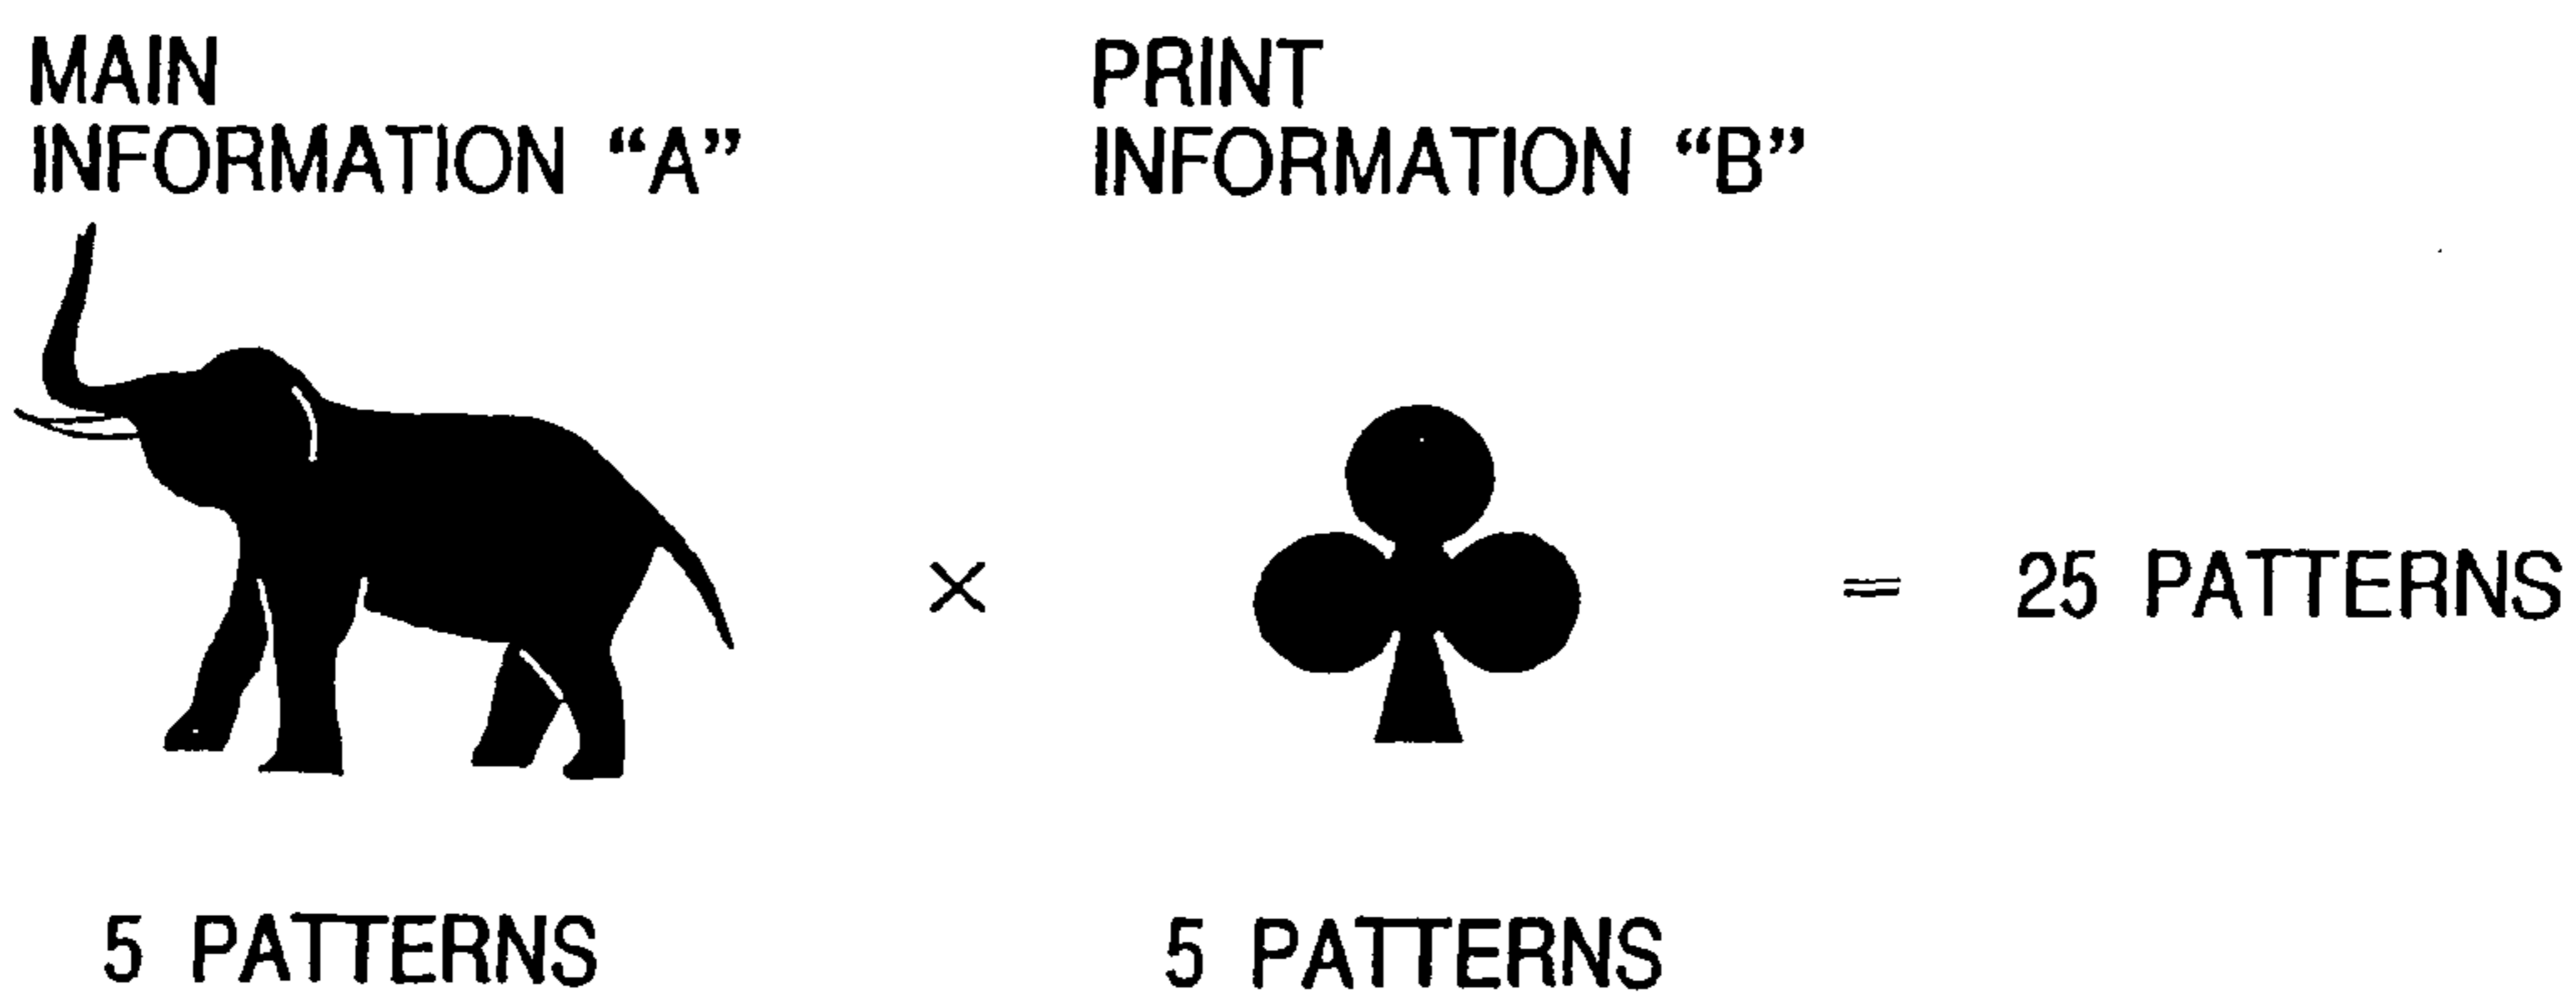 MAIN
INFORMATION “A”
PRINT
INFORMATION “B”
× = 25 PATTERNS
5 PATTERNS
5 PATTERNS